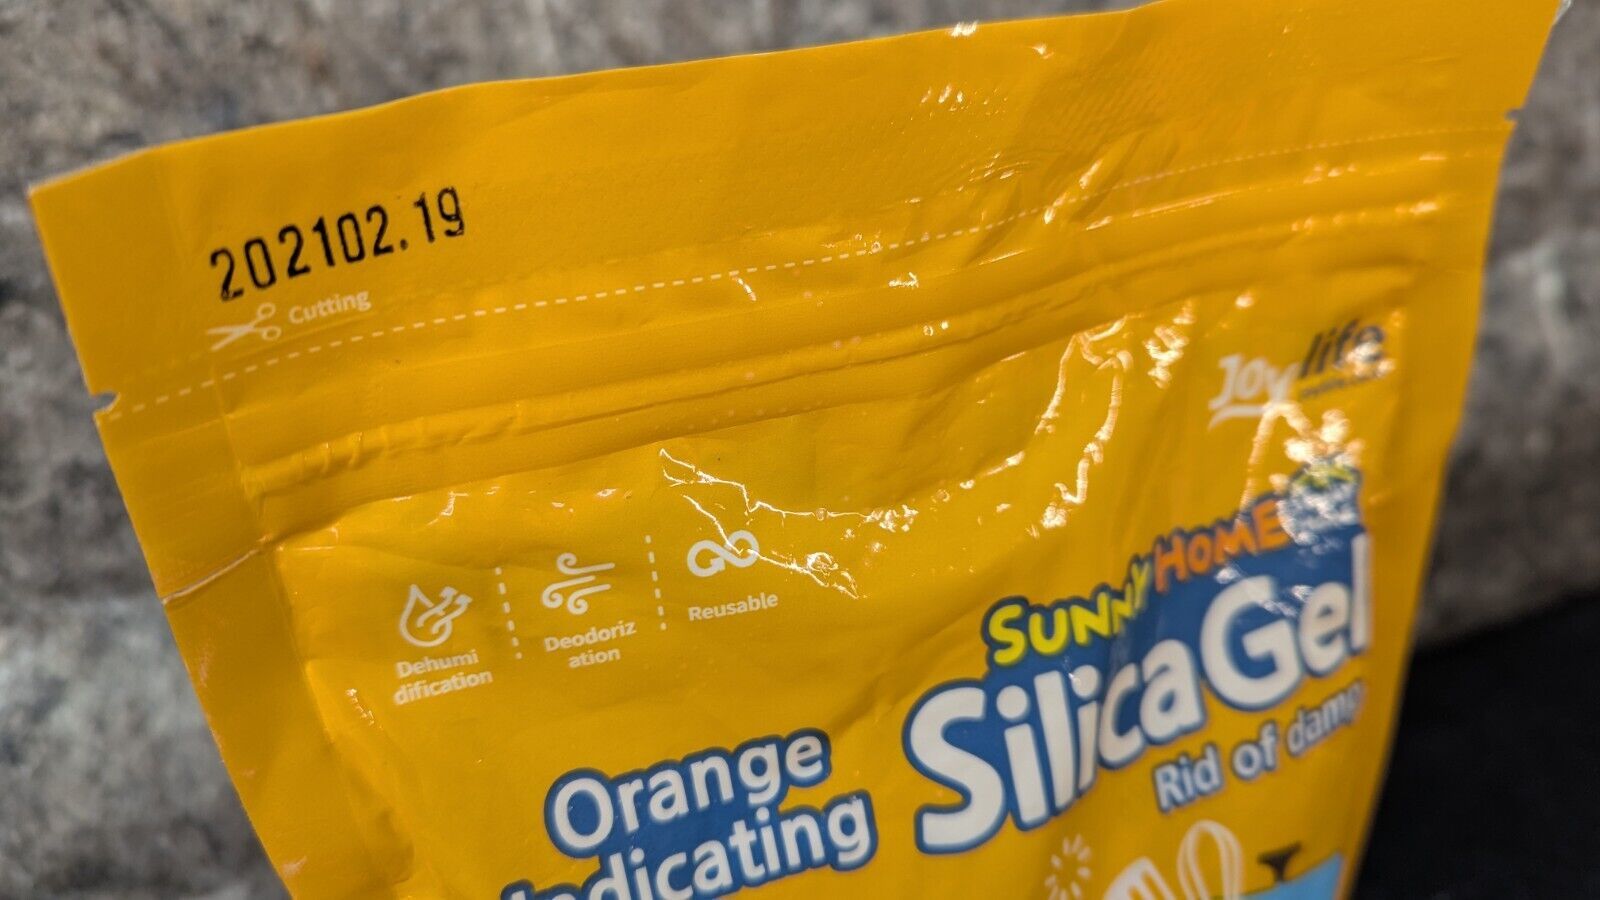 202102.19
Cutting
Joy life
Dehumi
dification
Deodoriz
ation
Reusable
SUNNY HOME
Silica Gel
Rid of damp
Orange
Indicating